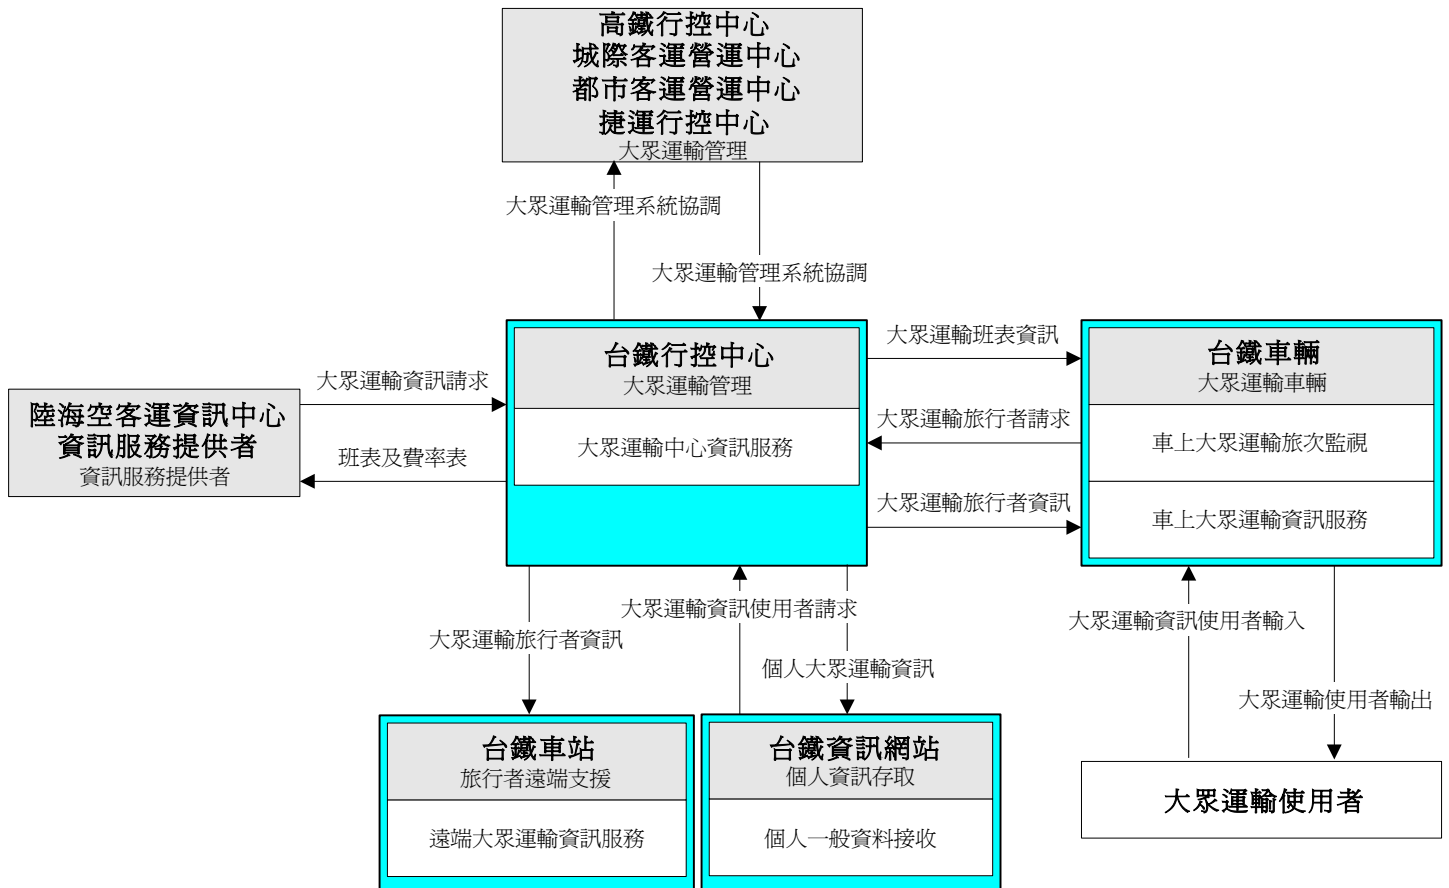 高鐵行控中心
城際客運營運中心
都市客運營運中心
捷運行控中心
大眾運輸管理
大眾運輸管理系統協調
大眾運輸管理系統協調
台鐵行控中心
大眾運輸管理
大眾運輸中心資訊服務
大眾運輸班表資訊
大眾運輸旅行者請求
大眾運輸旅行者資訊
台鐵車輛
大眾運輸車輛
車上大眾運輸旅次監視
車上大眾運輸資訊服務
大眾運輸資訊請求
陸海空客運資訊中心
資訊服務提供者
資訊服務提供者
班表及費率表
大眾運輸旅行者資訊
大眾運輸資訊使用者請求
個人大眾運輸資訊
大眾運輸資訊使用者輸入
大眾運輸使用者輸出
台鐵車站
旅行者遠端支援
遠端大眾運輸資訊服務
台鐵資訊網站
個人資訊存取
個人一般資料接收
大眾運輸使用者